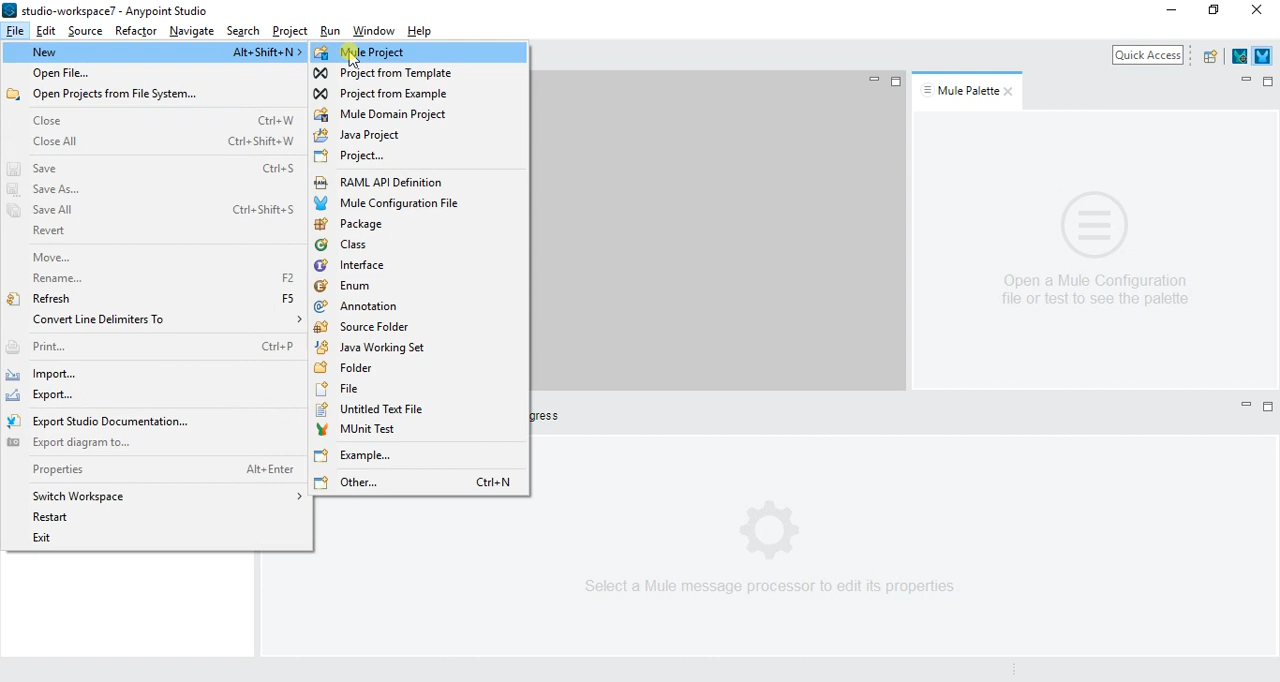 studio-workspace7 - Anypoint Studio
File Edit Source Refactor Navigate Search Project Run Window Help
Quick Access
New Alt+Shift+N >
Open File...
Open Projects from File System...
Close Ctrl+W
Close All Ctrl+Shift+W
Save Ctrl+S
Save As...
Save All Ctrl+Shift+S
Revert
Move...
Rename... F2
Refresh F5
Convert Line Delimiters To >
Print... Ctrl+P
Import...
Export...
Export Studio Documentation...
Export diagram to...
Properties Alt+Enter
Switch Workspace >
Restart
Exit
Mule Project
Project from Template
Project from Example
Mule Domain Project
Java Project
Project...
RAML API Definition
Mule Configuration File
Package
Class
Interface
Enum
Annotation
Source Folder
Java Working Set
Folder
File
Untitled Text File
MUnit Test
Example...
Other... Ctrl+N
Mule Palette
Open a Mule Configuration
file or test to see the palette
gress
Select a Mule message processor to edit its properties